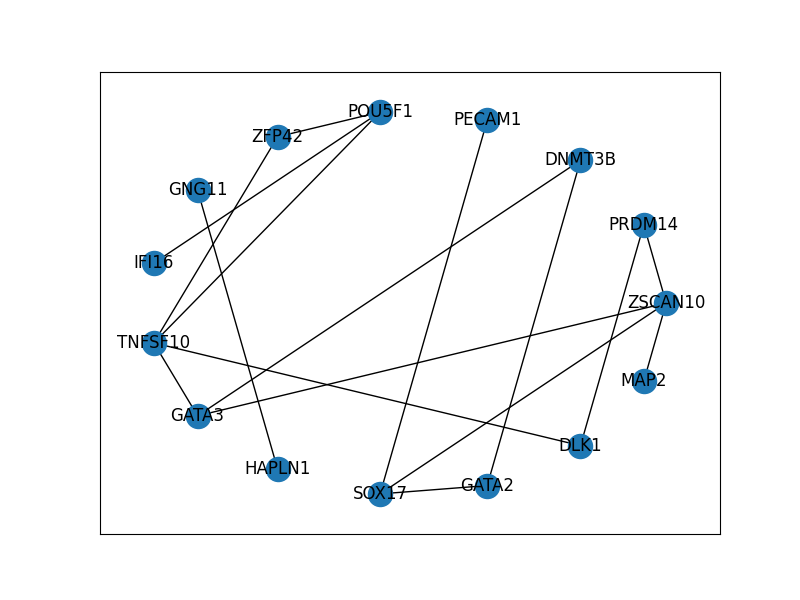 POU5F1
PECAM1
ZFP42
DNMT3B
GNG11
PRDM14
IFI16
ZSCAN10
TNFSF10
MAP2
GATA3
DLK1
HAPLN1
GATA2
SOX17